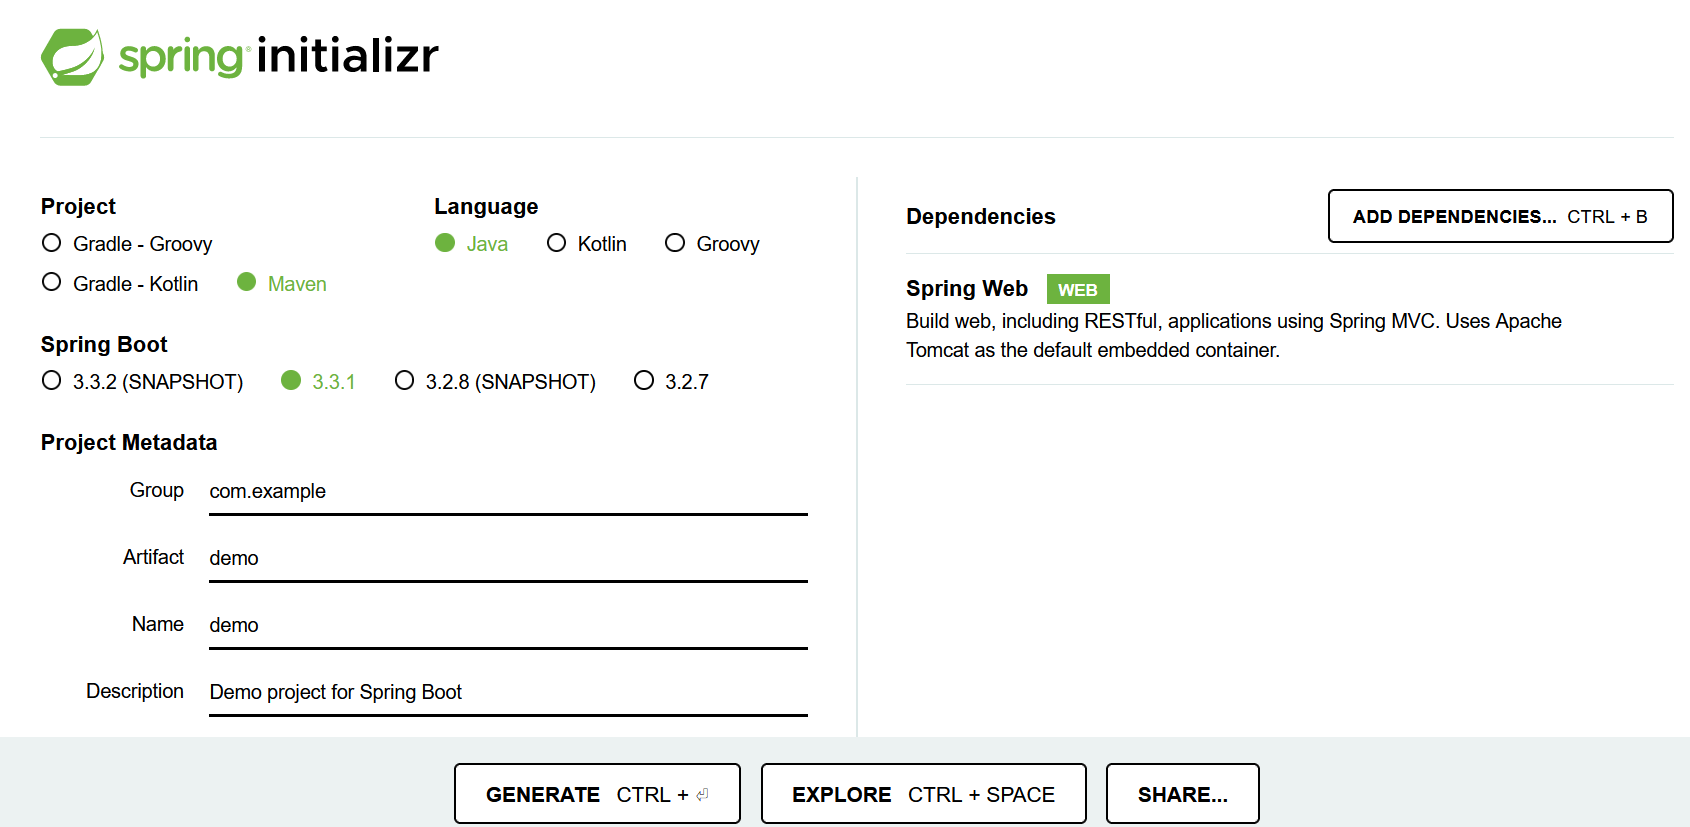 spring initializr
Project
Gradle - Groovy
Gradle - Kotlin Maven
Language
Java Kotlin Groovy
Spring Boot
3.3.2 (SNAPSHOT) 3.3.1 3.2.8 (SNAPSHOT) 3.2.7
Project Metadata
Group com.example
Artifact demo
Name demo
Description Demo project for Spring Boot
Dependencies
ADD DEPENDENCIES... CTRL + B
Spring Web WEB
Build web, including RESTful, applications using Spring MVC. Uses Apache
Tomcat as the default embedded container.
GENERATE CTRL + ⏎
EXPLORE CTRL + SPACE
SHARE...